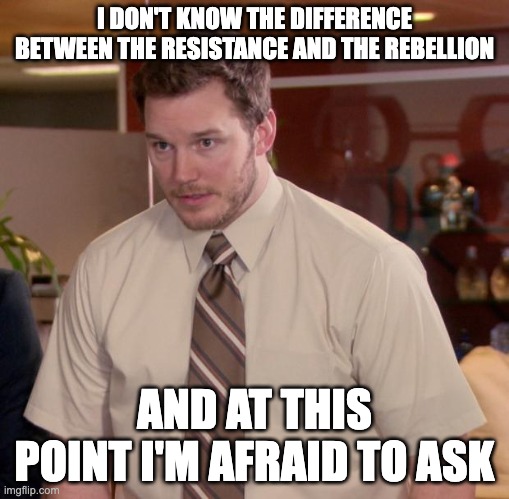 I DON'T KNOW THE DIFFERENCE
BETWEEN THE RESISTANCE AND THE REBELLION
AND AT THIS
POINT I'M AFRAID TO ASK
imgflip.com